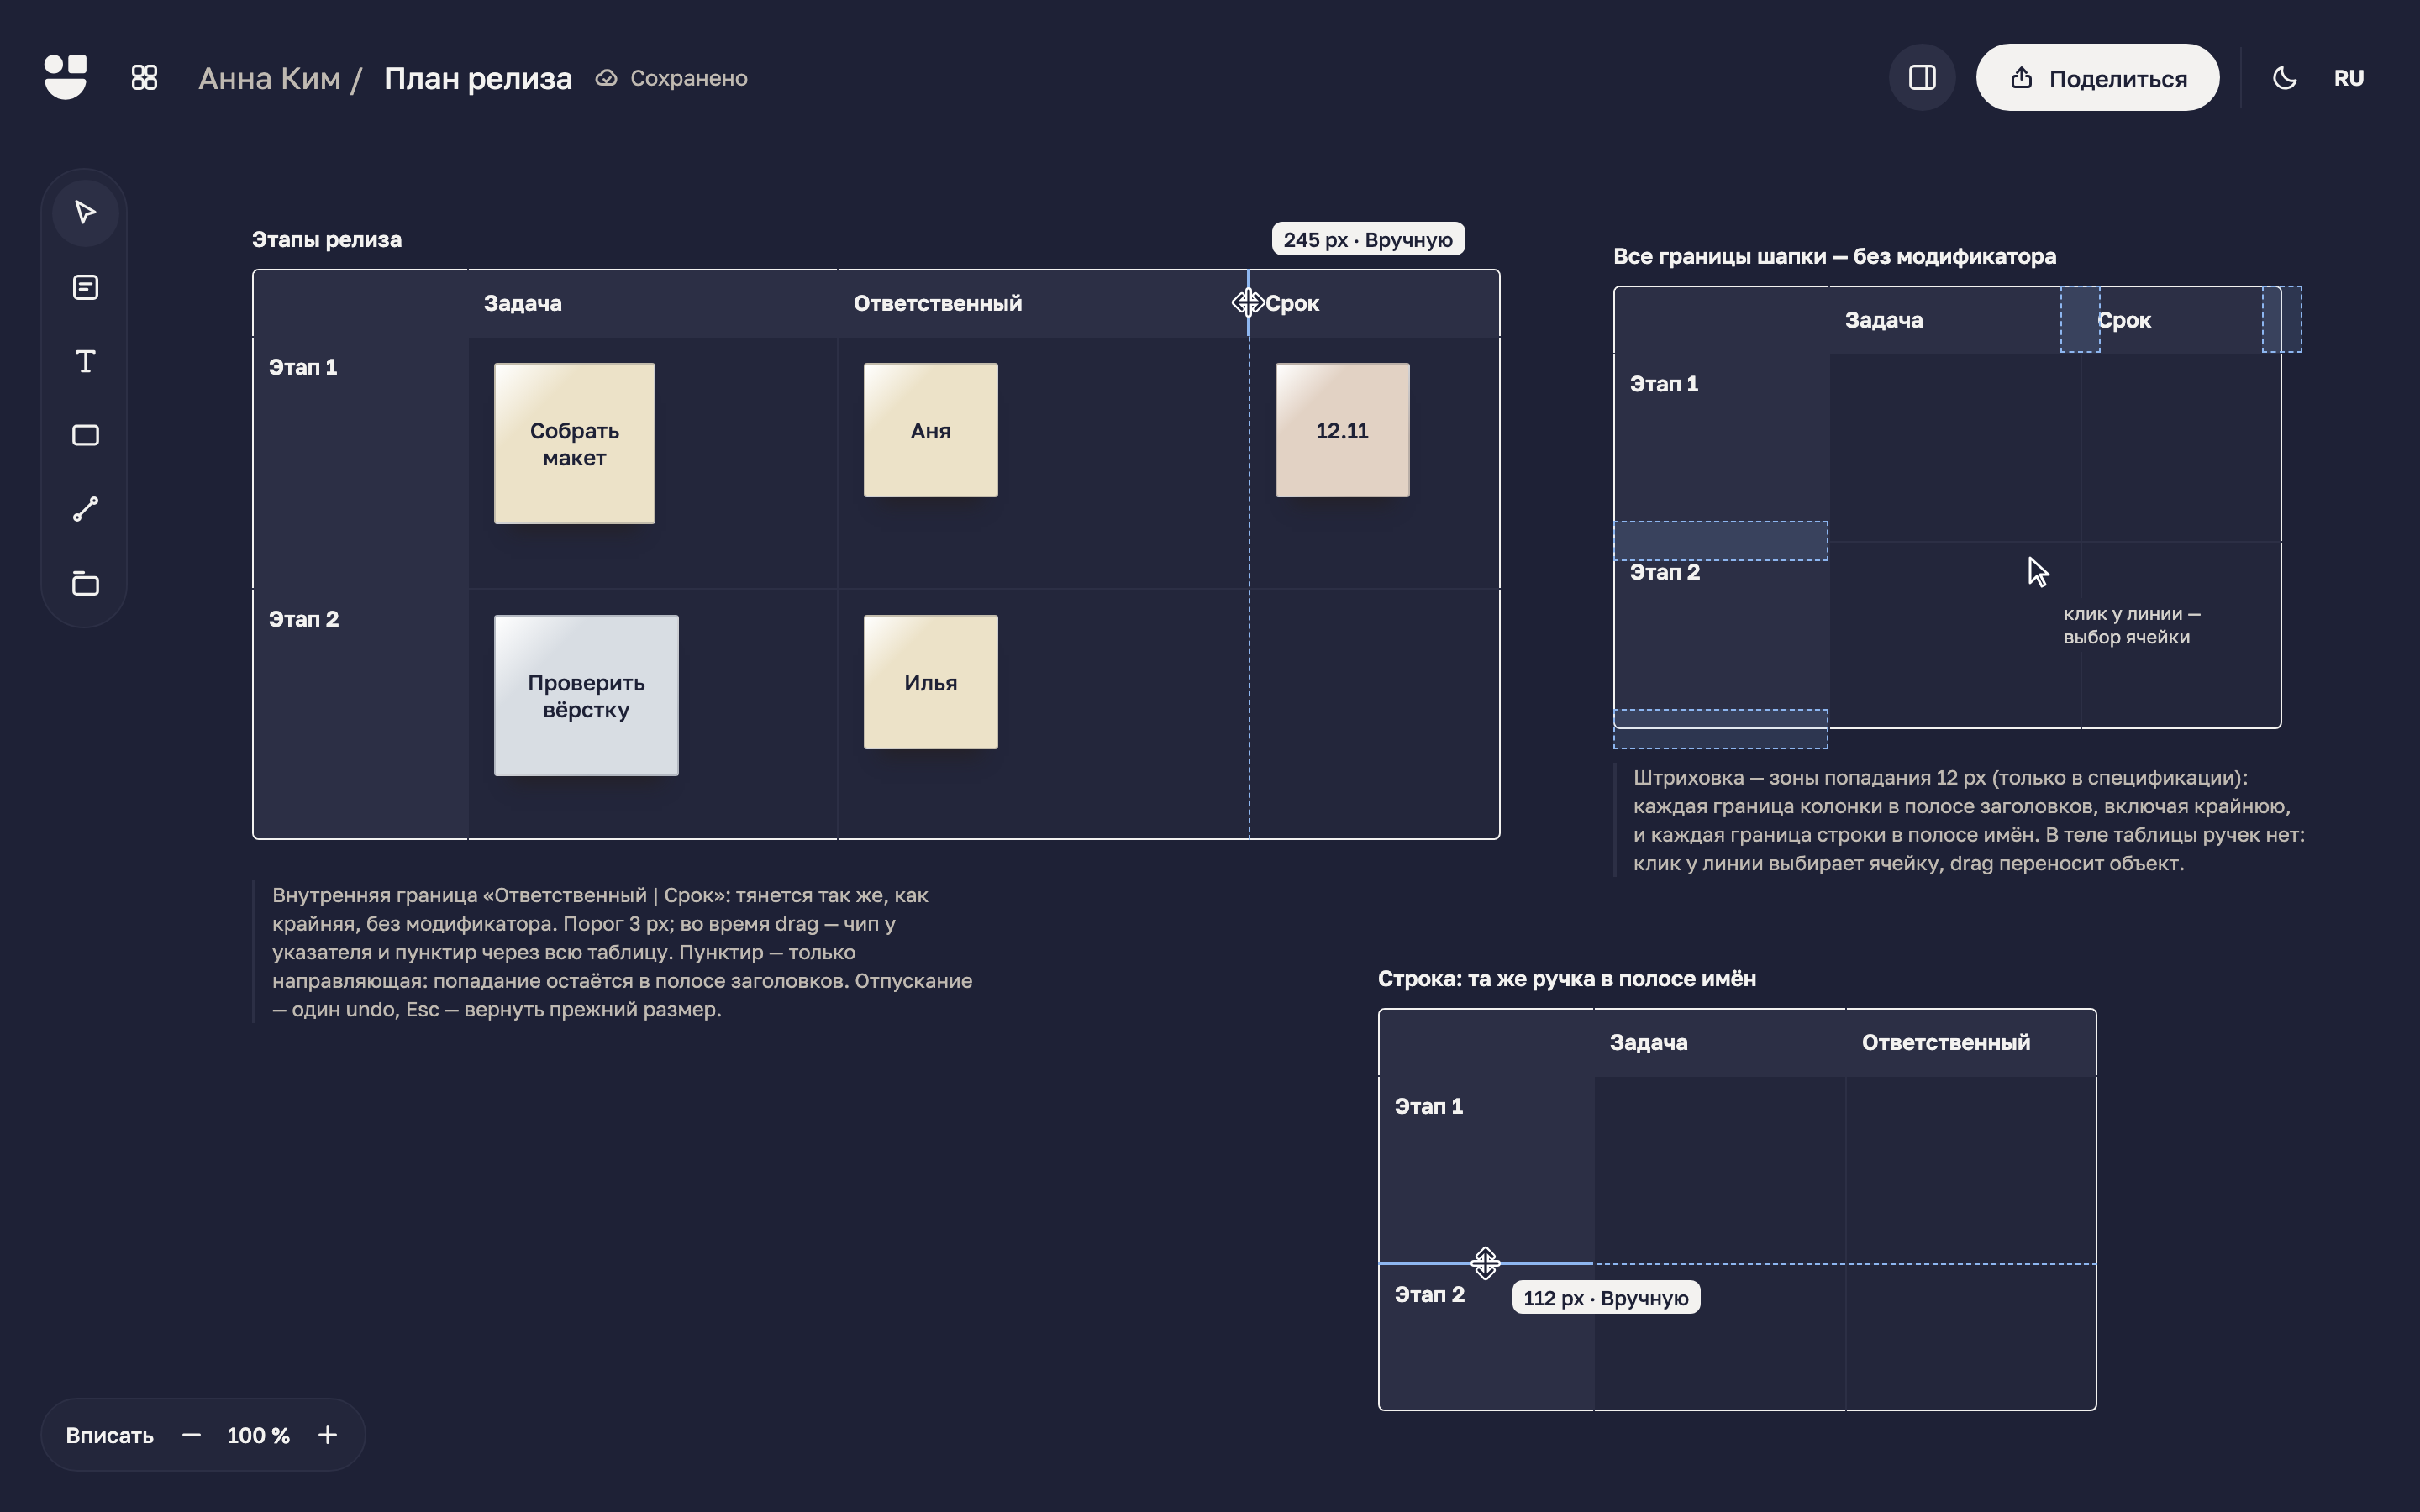 Анна Ким / План релиза Сохранено
Поделиться RU
Этапы релиза
245 px · Вручную
Задача Ответственный Срок
Этап 1
Собрать
макет
Аня
12.11
Этап 2
Проверить
вёрстку
Илья
Внутренняя граница «Ответственный | Срок»: тянется так же, как
крайняя, без модификатора. Порог 3 px; во время drag — чип у
указателя и пунктир через всю таблицу. Пунктир — только
направляющая: попадание остаётся в полосе заголовков. Отпускание
— один undo, Esc — вернуть прежний размер.
Все границы шапки — без модификатора
Задача Срок
Этап 1
Этап 2
клик у линии —
выбор ячейки
Штриховка — зоны попадания 12 px (только в спецификации):
каждая граница колонки в полосе заголовков, включая крайнюю,
и каждая граница строки в полосе имён. В теле таблицы ручек нет:
клик у линии выбирает ячейку, drag переносит объект.
Строка: та же ручка в полосе имён
Задача Ответственный
Этап 1
Этап 2
112 px · Вручную
Вписать — 100 % +